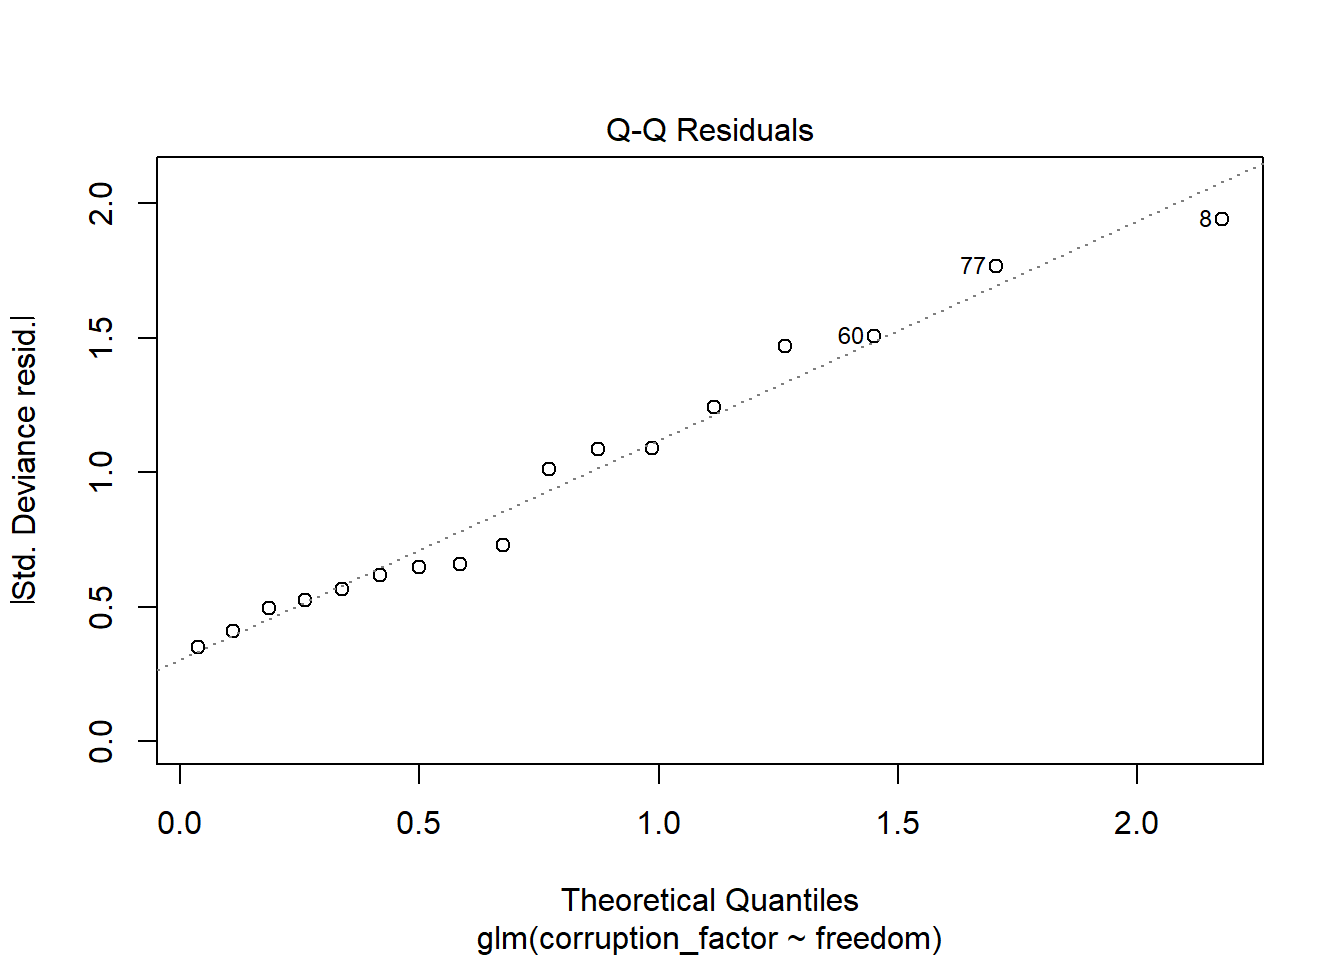 Q-Q Residuals
|Std. Deviance resid.|
2.0
1.5
1.0
0.5
0.0
8
77
60
0.0 0.5 1.0 1.5 2.0
Theoretical Quantiles
glm(corruption_factor ~ freedom)